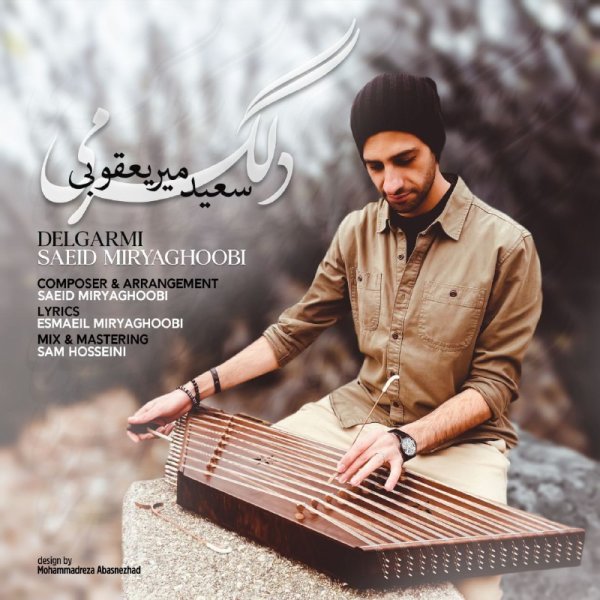 دلگرمی
سعید میریعقوبی
DELGARMI
SAEID MIRYAGHOOBI
COMPOSER & ARRANGEMENT
SAEID MIRYAGHOOBI
LYRICS
ESMAEIL MIRYAGHOOBI
MIX & MASTERING
SAM HOSSEINI
design by
Mohammadreza Abasnezhad